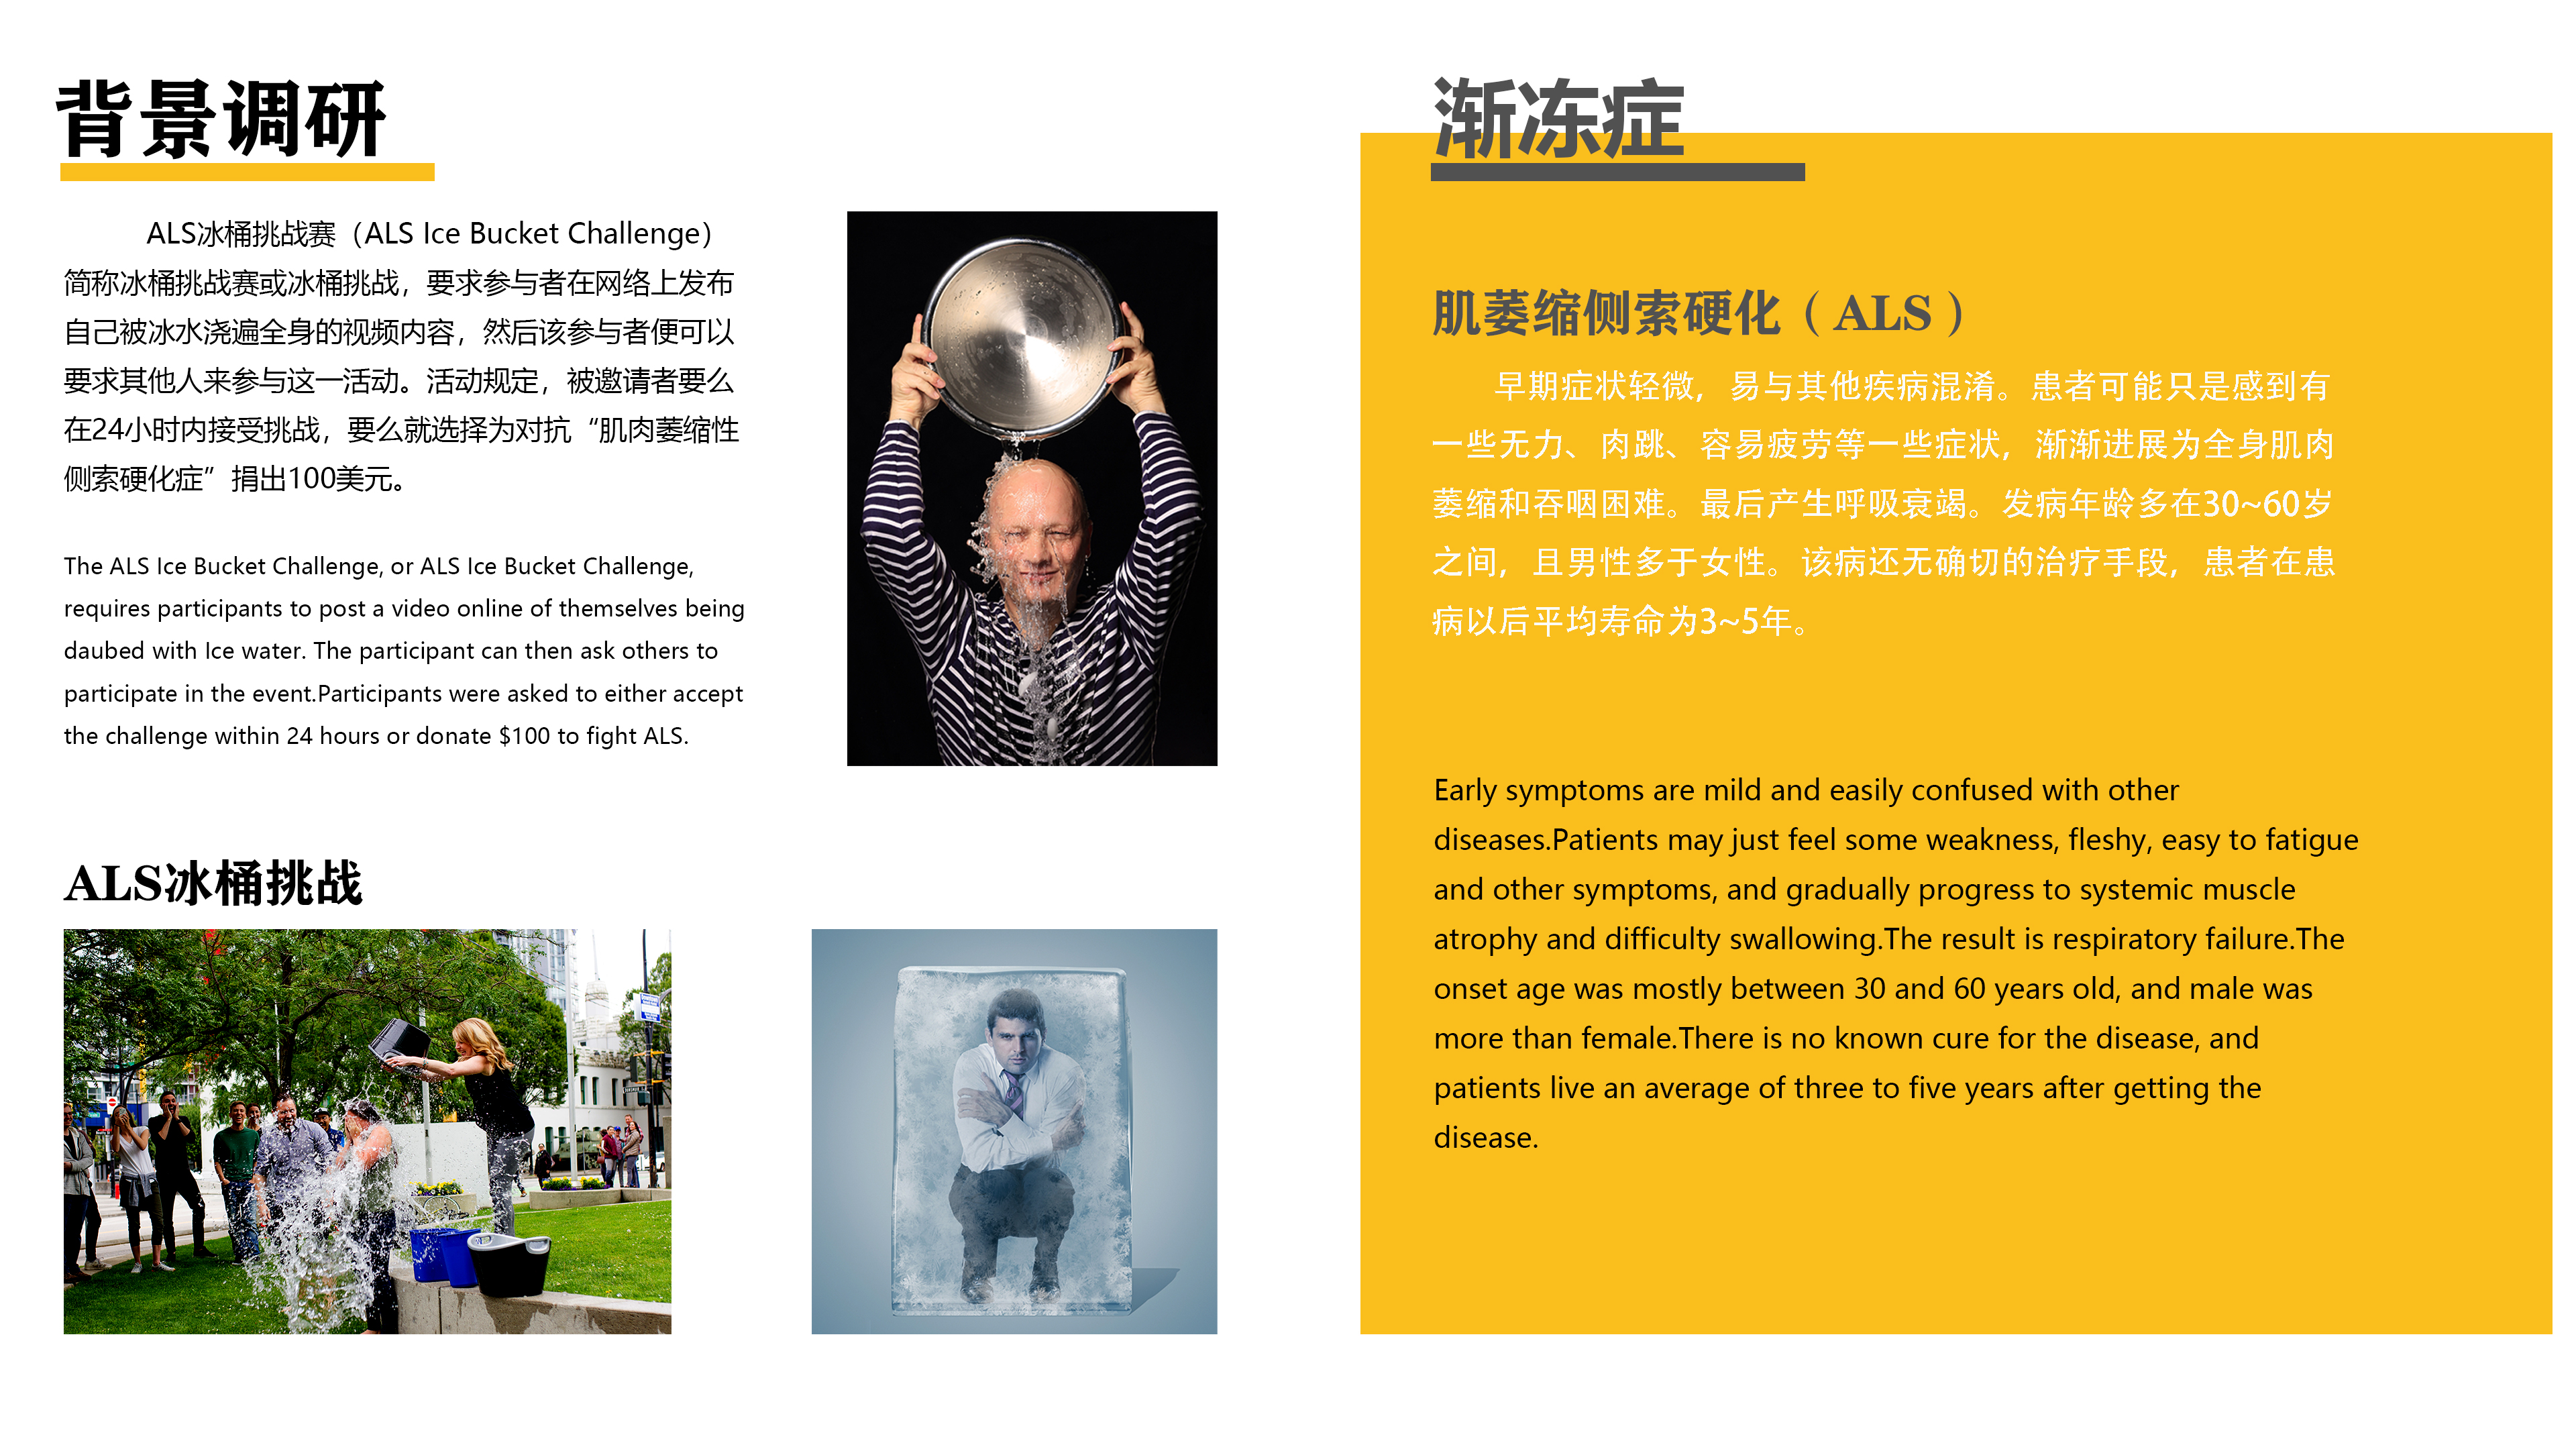 背景调研
ALS冰桶挑战赛（ALS Ice Bucket Challenge）
简称冰桶挑战赛或冰桶挑战，要求参与者在网络上发布
自己被冰水浇遍全身的视频内容，然后该参与者便可以
要求其他人来参与这一活动。活动规定，被邀请者要么
在24小时内接受挑战，要么就选择为对抗“肌肉萎缩性
侧索硬化症”捐出100美元。
The ALS Ice Bucket Challenge, or ALS Ice Bucket Challenge,
requires participants to post a video online of themselves being
daubed with Ice water. The participant can then ask others to
participate in the event.Participants were asked to either accept
the challenge within 24 hours or donate $100 to fight ALS.
ALS冰桶挑战
渐冻症
肌萎缩侧索硬化（ALS）
早期症状轻微，易与其他疾病混淆。患者可能只是感到有
一些无力、肉跳、容易疲劳等一些症状，渐渐进展为全身肌肉
萎缩和吞咽困难。最后产生呼吸衰竭。发病年龄多在30~60岁
之间，且男性多于女性。该病还无确切的治疗手段，患者在患
病以后平均寿命为3~5年。
Early symptoms are mild and easily confused with other
diseases.Patients may just feel some weakness, fleshy, easy to fatigue
and other symptoms, and gradually progress to systemic muscle
atrophy and difficulty swallowing.The result is respiratory failure.The
onset age was mostly between 30 and 60 years old, and male was
more than female.There is no known cure for the disease, and
patients live an average of three to five years after getting the
disease.